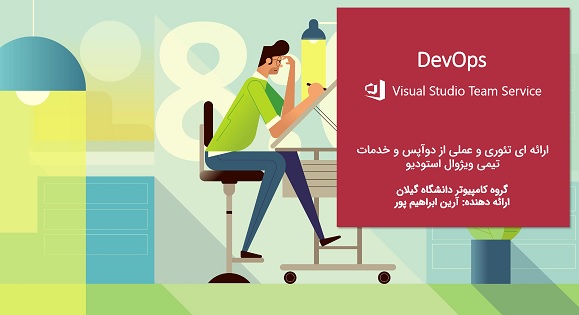 DevOps
Visual Studio Team Service
ارائه ای تئوری و عملی از دوآپس و خدمات
تیمی ویژوال استودیو
گروه کامپیوتر دانشگاه گیلان
ارائه دهنده: آرین ابراهیم پور